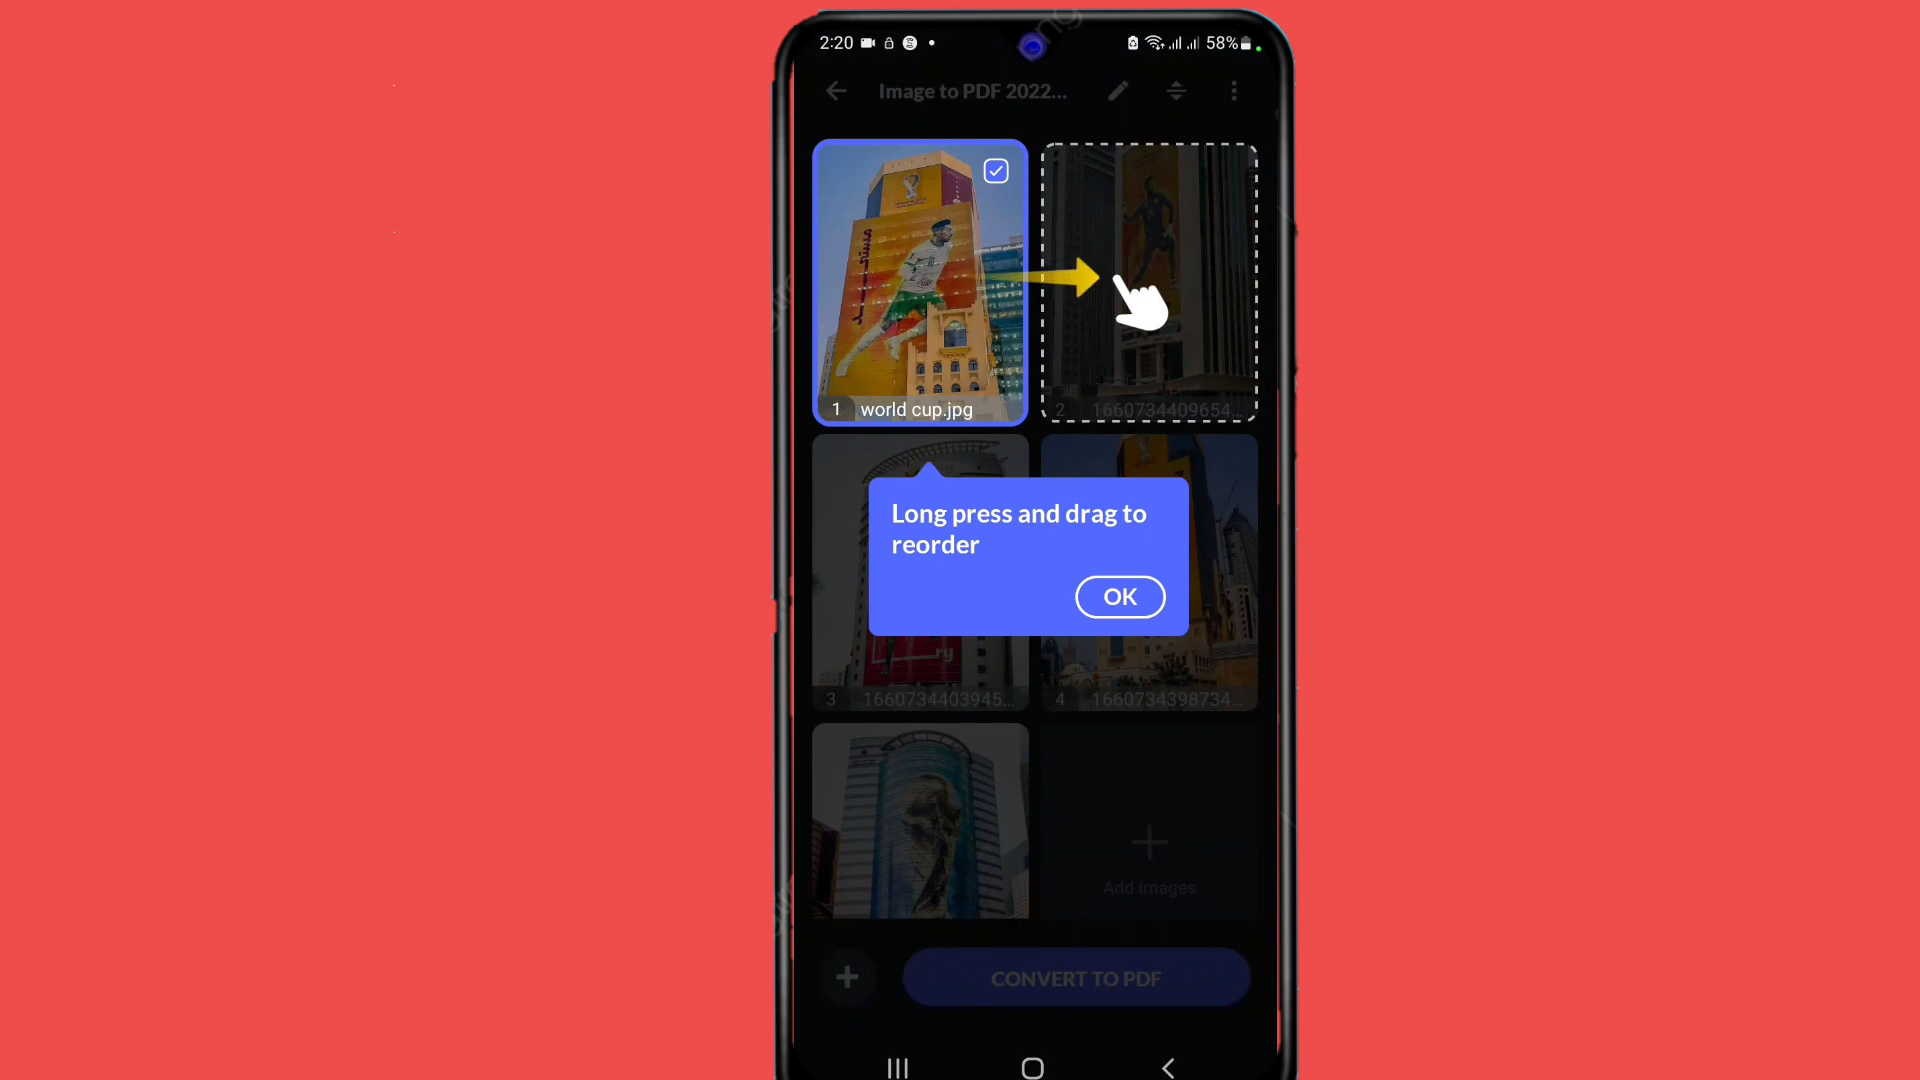 2:20
58%
Image to PDF 2022...
1 world cup.jpg
2 1660734409654...
Long press and drag to
reorder
OK
3 1660734403945...
4 1660734398734...
Add Images
CONVERT TO PDF